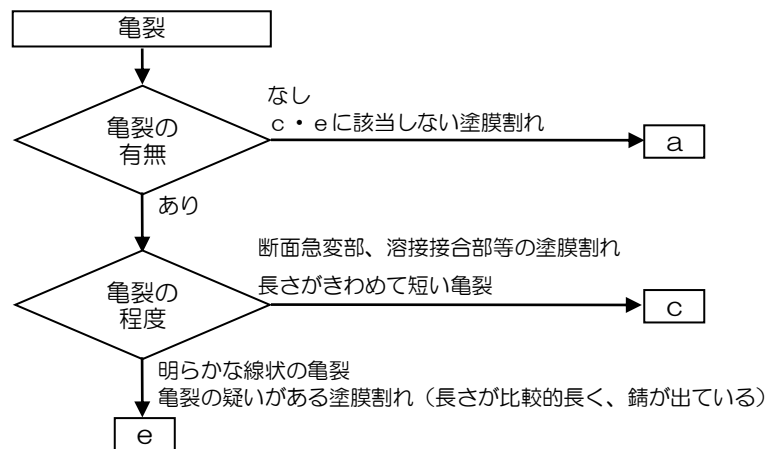 亀裂
なし
c・eに該当しない塗膜割れ
亀裂の
有無
a
あり
断面急変部、溶接接合部等の塗膜割れ
長さがきわめて短い亀裂
亀裂の
程度
c
明らかな線状の亀裂
亀裂の疑いがある塗膜割れ（長さが比較的長く、錆が出ている）
e